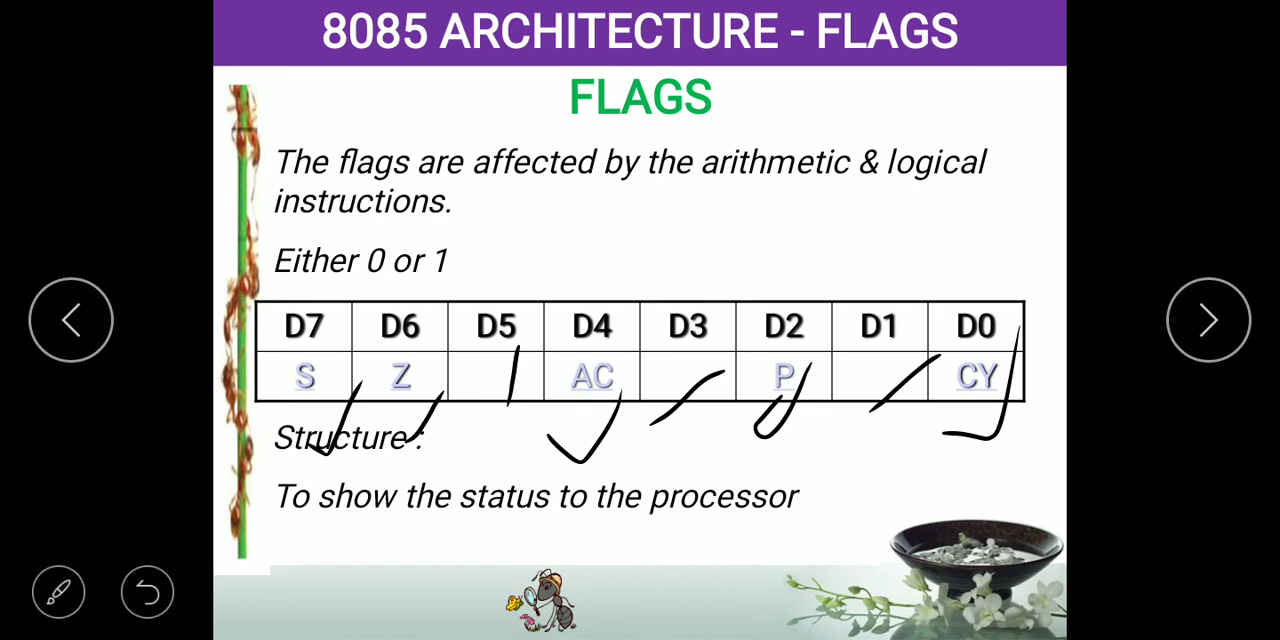 8085 ARCHITECTURE - FLAGS
FLAGS
The flags are affected by the arithmetic & logical
instructions.
Either 0 or 1
D7 D6 D5 D4 D3 D2 D1 D0
S Z AC P CY
Structure :
To show the status to the processor